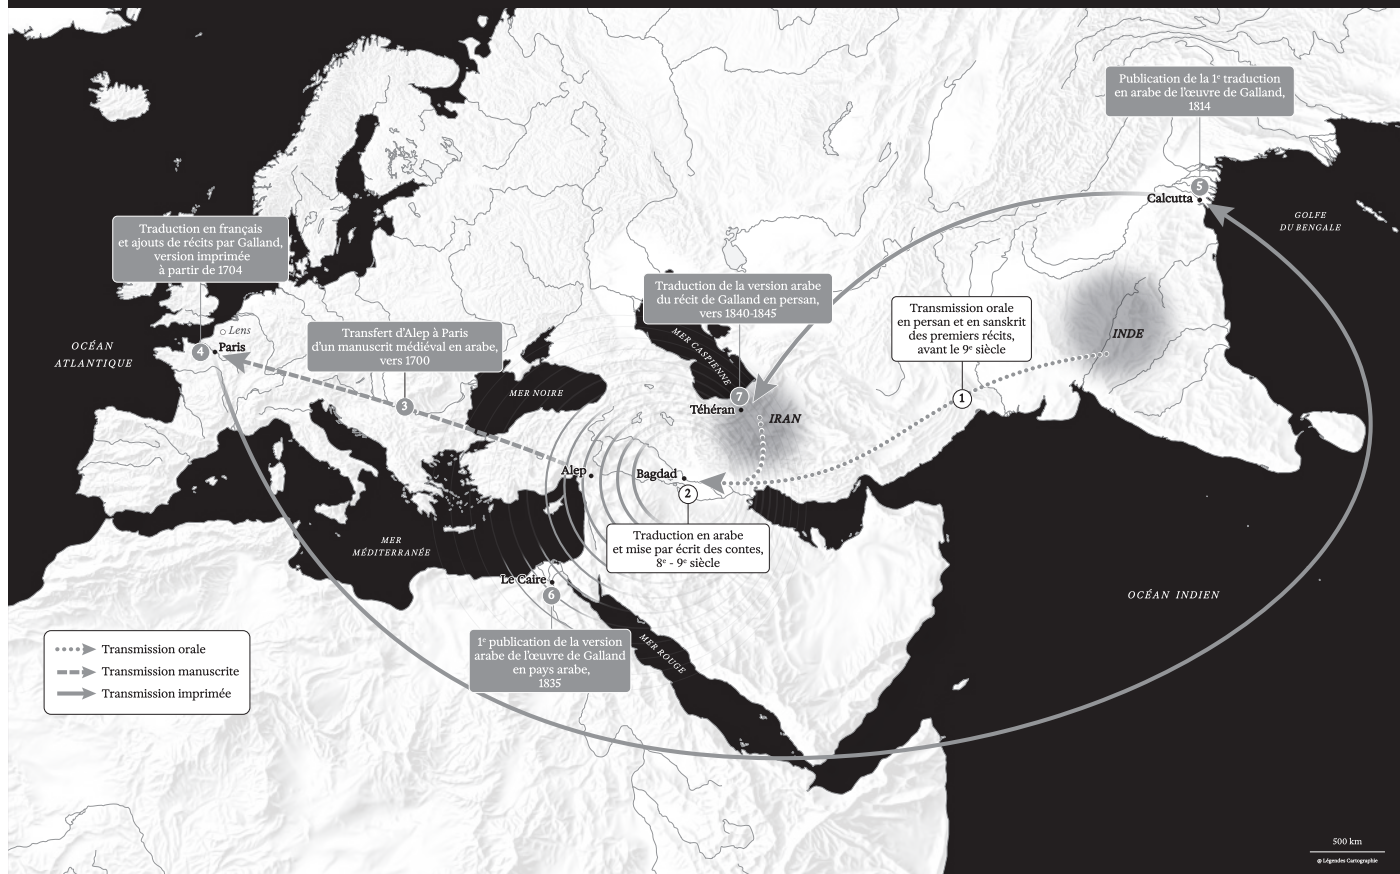 Publication de la 1e traduction
en arabe de l'œuvre de Galland,
1814
5
Calcutta
GOLFE
DU BENGALE
Traduction en français
et ajouts de récits par Galland,
version imprimée
à partir de 1704
Lens
4
Paris
OCÉAN
ATLANTIQUE
Transfert d'Alep à Paris
d'un manuscrit médiéval en arabe,
vers 1700
3
MER NOIRE
Traduction de la version arabe
du récit de Galland en persan,
vers 1840-1845
MER CASPIENNE
7
Téhéran
IRAN
Transmission orale
en persan et en sanskrit
des premiers récits,
avant le 9e siècle
1
INDE
Alep
Bagdad
2
Traduction en arabe
et mise par écrit des contes,
8e - 9e siècle
MER
MÉDITERRANÉE
Le Caire
6
1e publication de la version
arabe de l'œuvre de Galland
en pays arabe,
1835
MER ROUGE
OCÉAN INDIEN
Transmission orale
Transmission manuscrite
Transmission imprimée
500 km
@ Légendes Cartographie